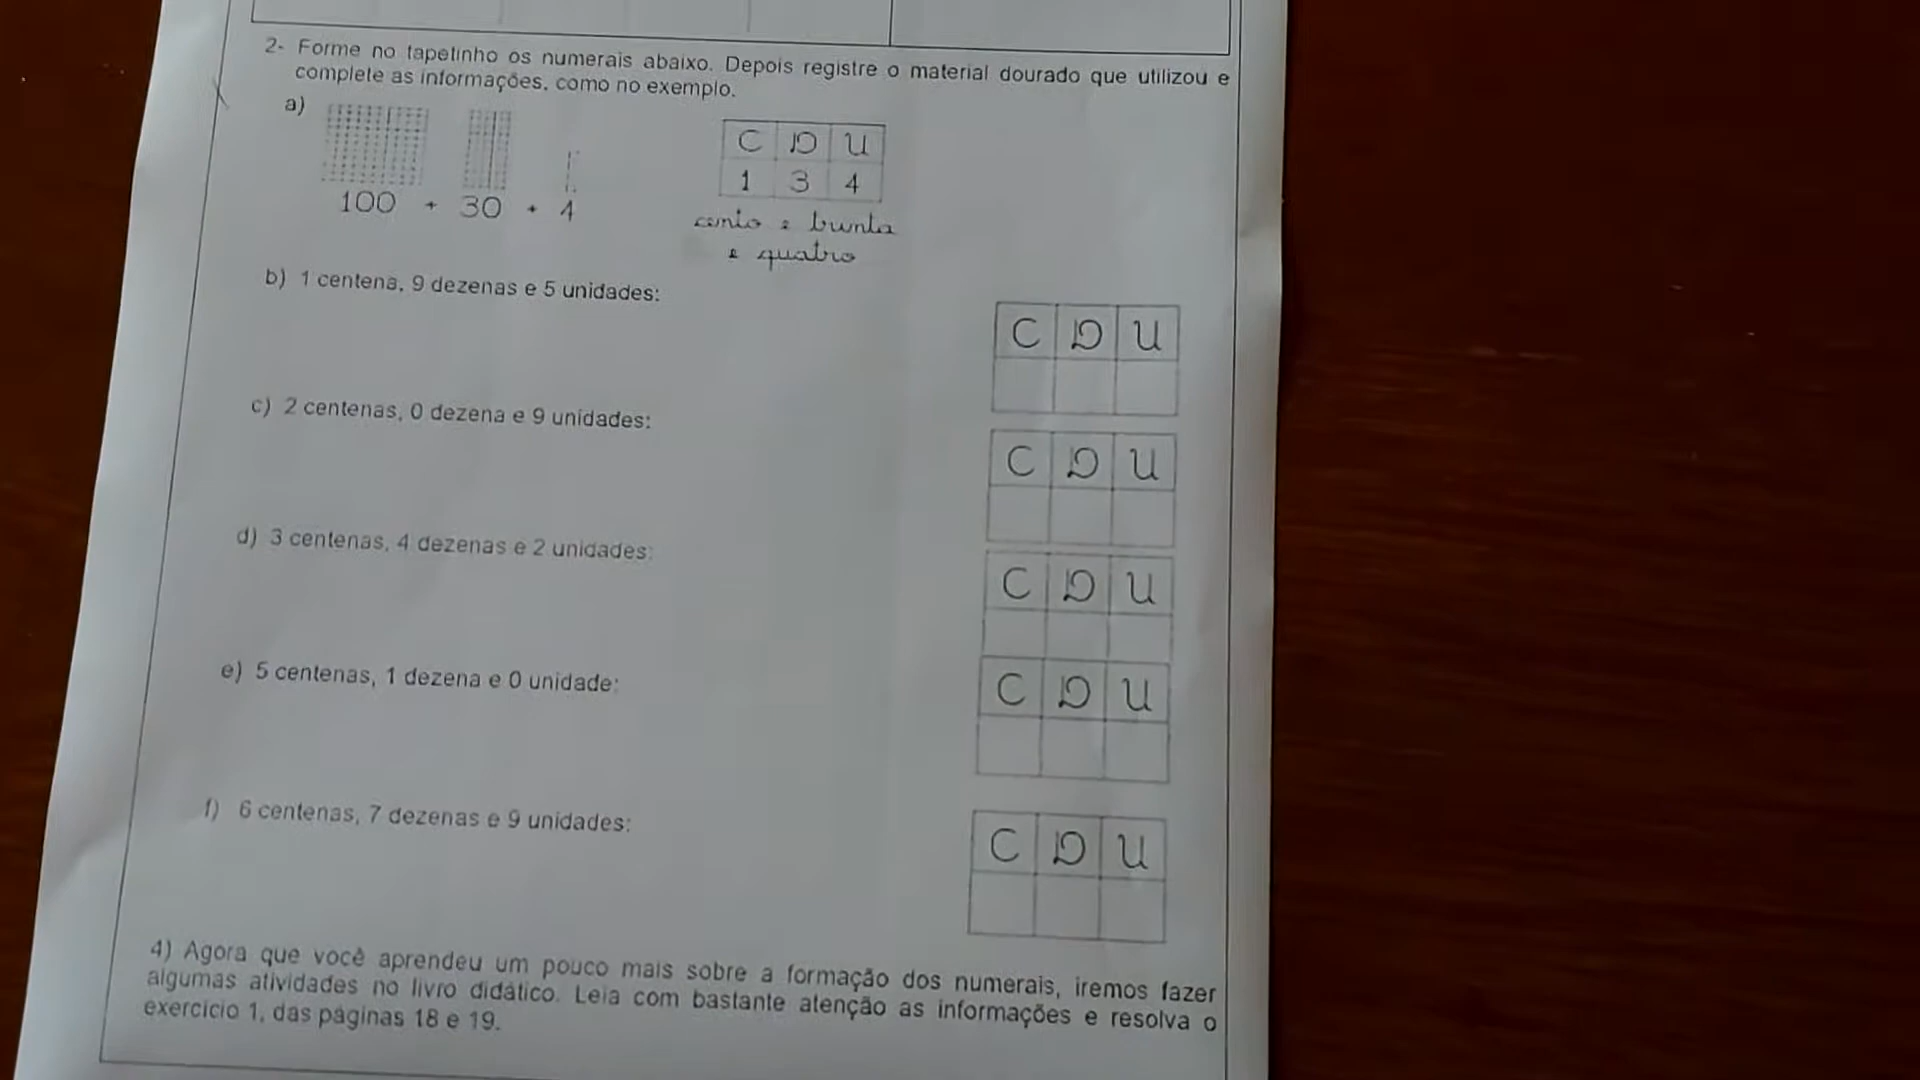 2- Forme no tapetinho os numerais abaixo. Depois registre o material dourado que utilizou e
complete as informações, como no exemplo.
a)
C D U
1 3 4
100 + 30 + 4
cento e trinta
e quatro
b) 1 centena, 9 dezenas e 5 unidades:
C D U
c) 2 centenas, 0 dezena e 9 unidades:
C D U
d) 3 centenas, 4 dezenas e 2 unidades:
C D U
e) 5 centenas, 1 dezena e 0 unidade:
C D U
f) 6 centenas, 7 dezenas e 9 unidades:
C D U
4) Agora que você aprendeu um pouco mais sobre a formação dos numerais, iremos fazer
algumas atividades no livro didático. Leia com bastante atenção as informações e resolva o
exercício 1, das páginas 18 e 19.